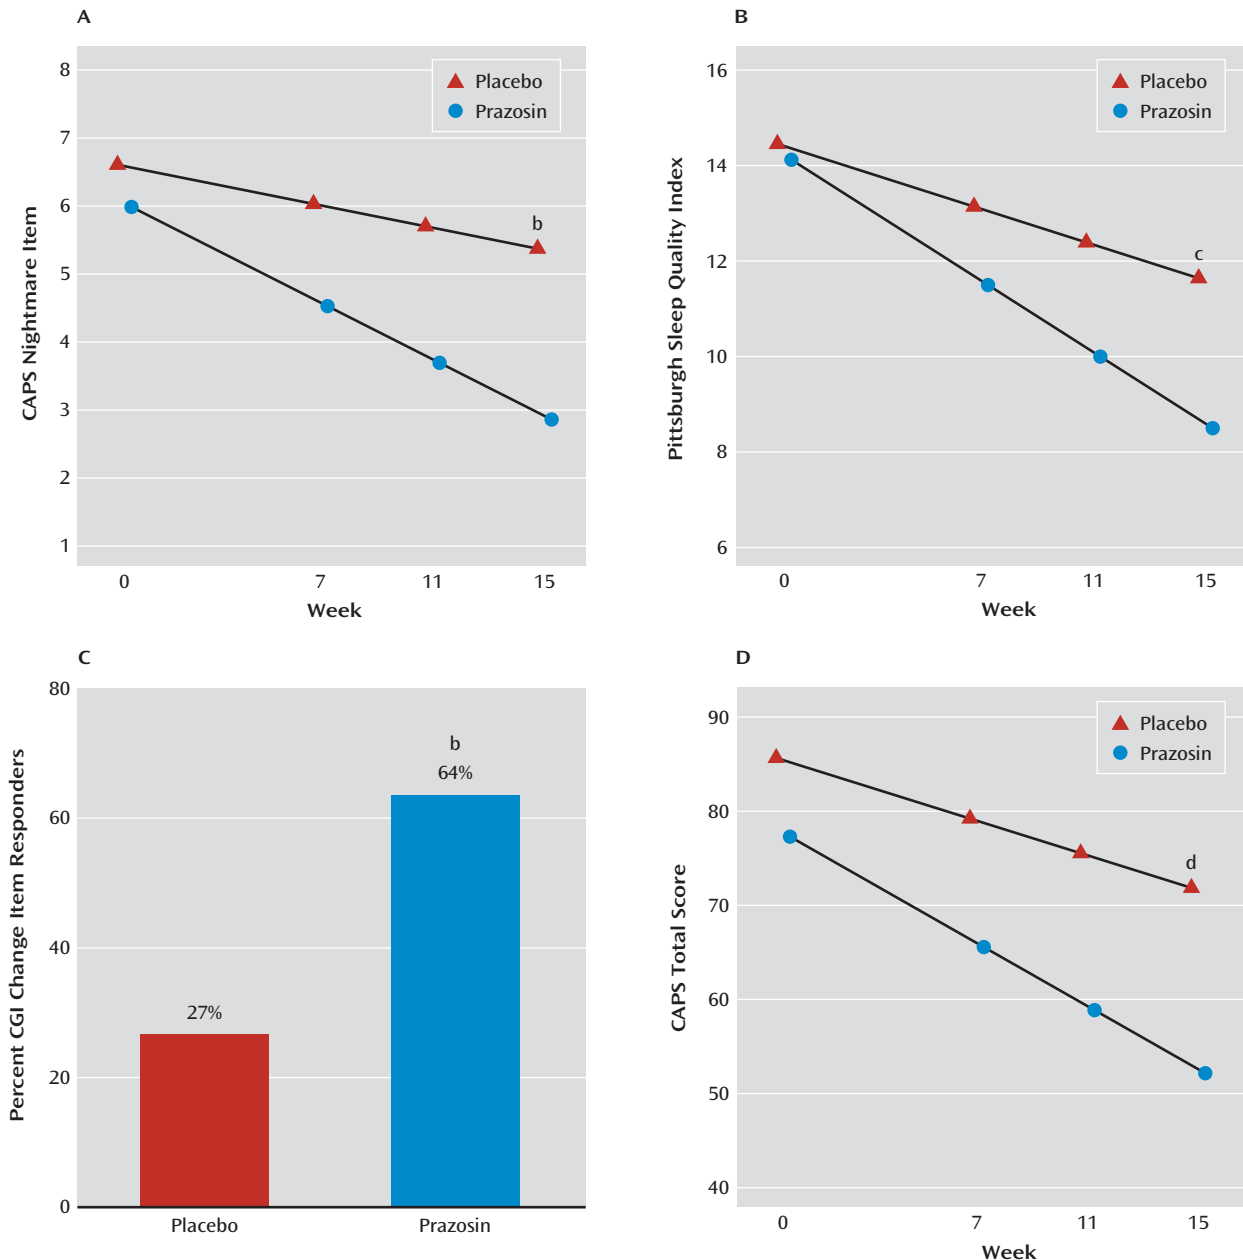 A
CAPS Nightmare Item
8
7
6
5
4
3
2
1
Placebo
Prazosin
b
0 7 11 15
Week
B
Pittsburgh Sleep Quality Index
16
14
12
10
8
6
Placebo
Prazosin
c
0 7 11 15
Week
C
Percent CGI Change Item Responders
80
60
40
20
0
27%
b
64%
Placebo Prazosin
D
CAPS Total Score
90
80
70
60
50
40
Placebo
Prazosin
d
0 7 11 15
Week